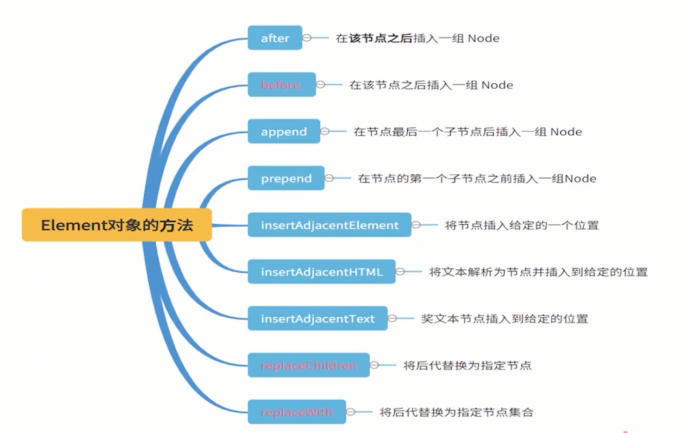 after
在该节点之后插入一组 Node
before
在该节点之后插入一组 Node
append
在节点最后一个子节点后插入一组 Node
prepend
在节点的第一个子节点之前插入一组Node
Element对象的方法
insertAdjacentElement
将节点插入给定的一个位置
insertAdjacentHTML
将文本解析为节点并插入到给定的位置
insertAdjacentText
奖文本节点插入到给定的位置
replaceChildren
将后代替换为指定节点
replaceWith
将后代替换为指定节点集合